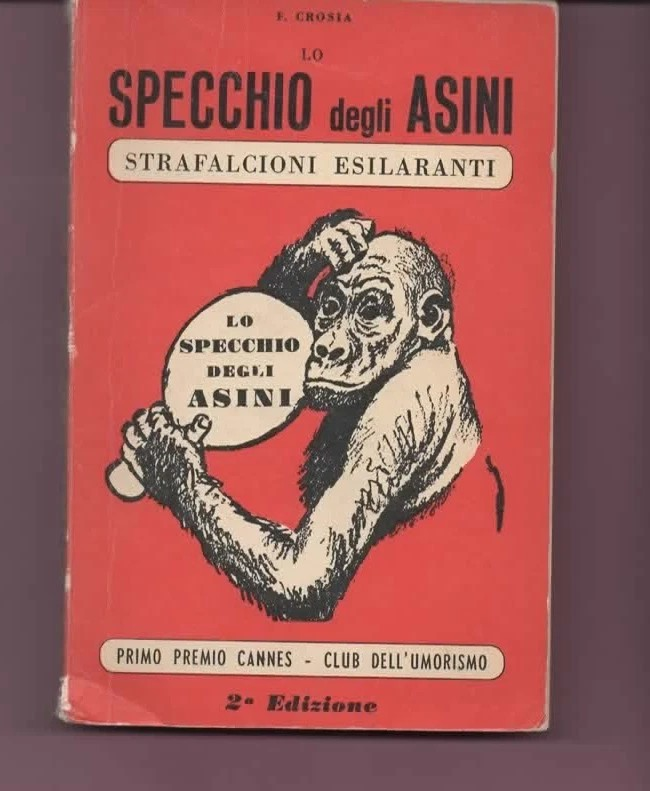 F. CROSIA
LO
SPECCHIO degli ASINI
STRAFALCIONI ESILARANTI
LO
SPECCHIO
DEGLI
ASINI
PRIMO PREMIO CANNES - CLUB DELL'UMORISMO
2ª Edizione